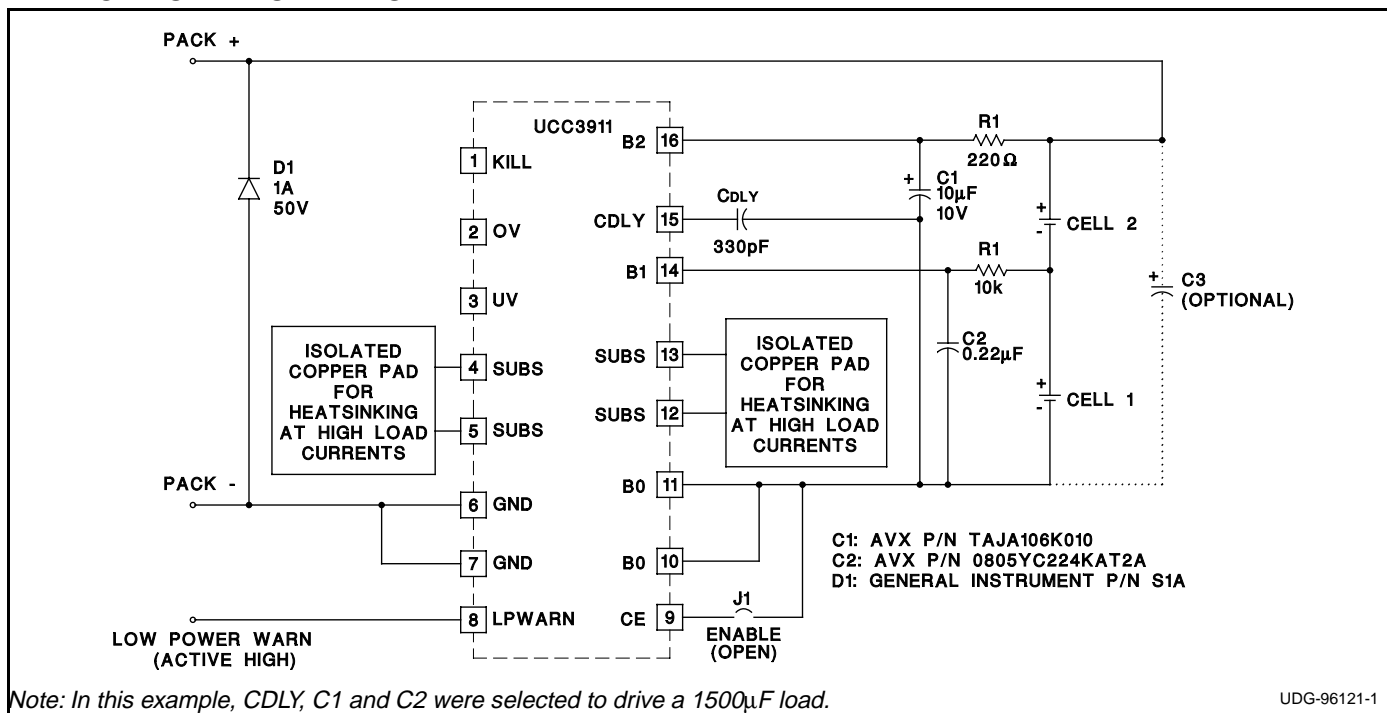 PACK +
UCC3911
D1
1A
50V
1 KILL
2 OV
3 UV
4 SUBS
5 SUBS
6 GND
7 GND
8 LPWARN
B2 16
CDLY 15
B1 14
SUBS 13
SUBS 12
B0 11
B0 10
CE 9
ISOLATED
COPPER PAD
FOR
HEATSINKING
AT HIGH LOAD
CURRENTS
ISOLATED
COPPER PAD
FOR
HEATSINKING
AT HIGH LOAD
CURRENTS
PACK -
LOW POWER WARN
(ACTIVE HIGH)
CDLY
330pF
+ C1
10µF
10V
R1
220Ω
R1
10k
C2
0.22µF
+
- CELL 2
+
- CELL 1
+ C3
(OPTIONAL)
J1
ENABLE
(OPEN)
C1: AVX P/N TAJA106K010
C2: AVX P/N 0805YC224KAT2A
D1: GENERAL INSTRUMENT P/N S1A
Note: In this example, CDLY, C1 and C2 were selected to drive a 1500µF load.
UDG-96121-1